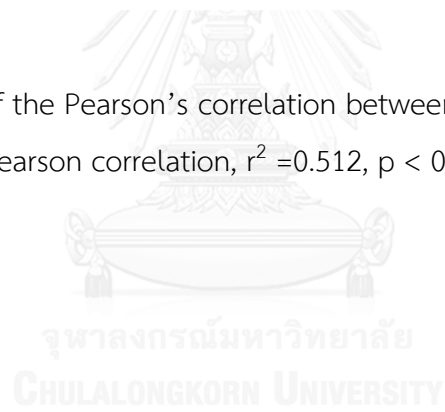 f the Pearson's correlation between
earson correlation, r² =0.512, p < 0
จุฬาลงกรณ์มหาวิทยาลัย
CHULALONGKORN UNIVERSITY